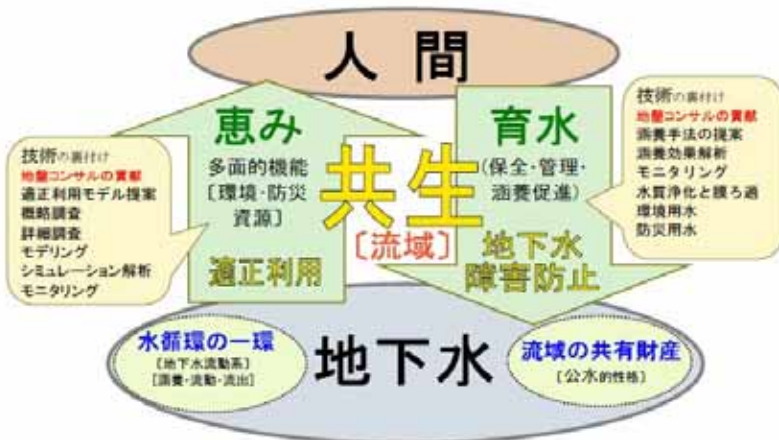 人 間
恵み
多面的機能
〔環境・防災
資源〕
適正利用
共生
〔流域〕
育水
(保全・管理・
涵養促進)
地下水
障害防止
技術の裏付け
地盤コンサルの貢献
適正利用モデル提案
概略調査
詳細調査
モデリング
シミュレーション解析
モニタリング
技術の裏付け
地盤コンサルの貢献
涵養手法の提案
涵養効果解析
モニタリング
水質浄化と膜ろ過
環境用水
防災用水
水循環の一環
〔地下水流動系〕
〔涵養・流動・流出〕
地下水
流域の共有財産
〔公水的性格〕